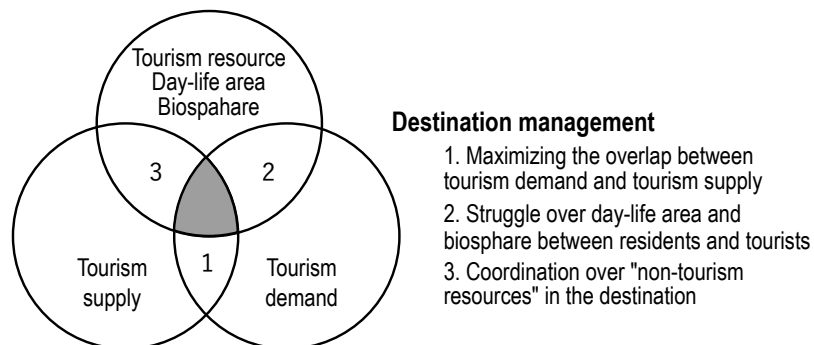 Tourism resource
Day-life area
Biospahare
3
2
1
Tourism
supply
Tourism
demand
Destination management
1. Maximizing the overlap between
tourism demand and tourism supply
2. Struggle over day-life area and
biosphare between residents and tourists
3. Coordination over "non-tourism
resources" in the destination